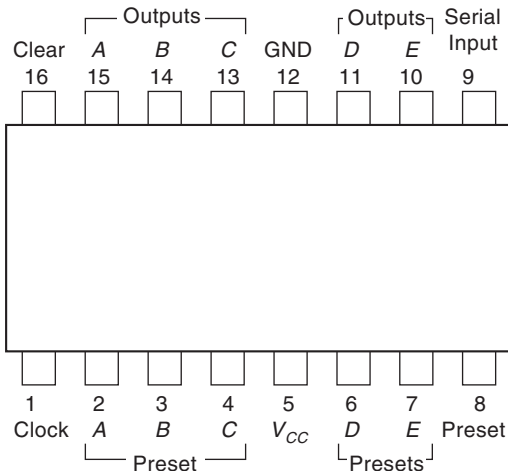 Outputs Outputs Serial
Clear A B C GND D E Input
16 15 14 13 12 11 10 9
1 2 3 4 5 6 7 8
Clock A B C VCC D E Preset
Preset Presets